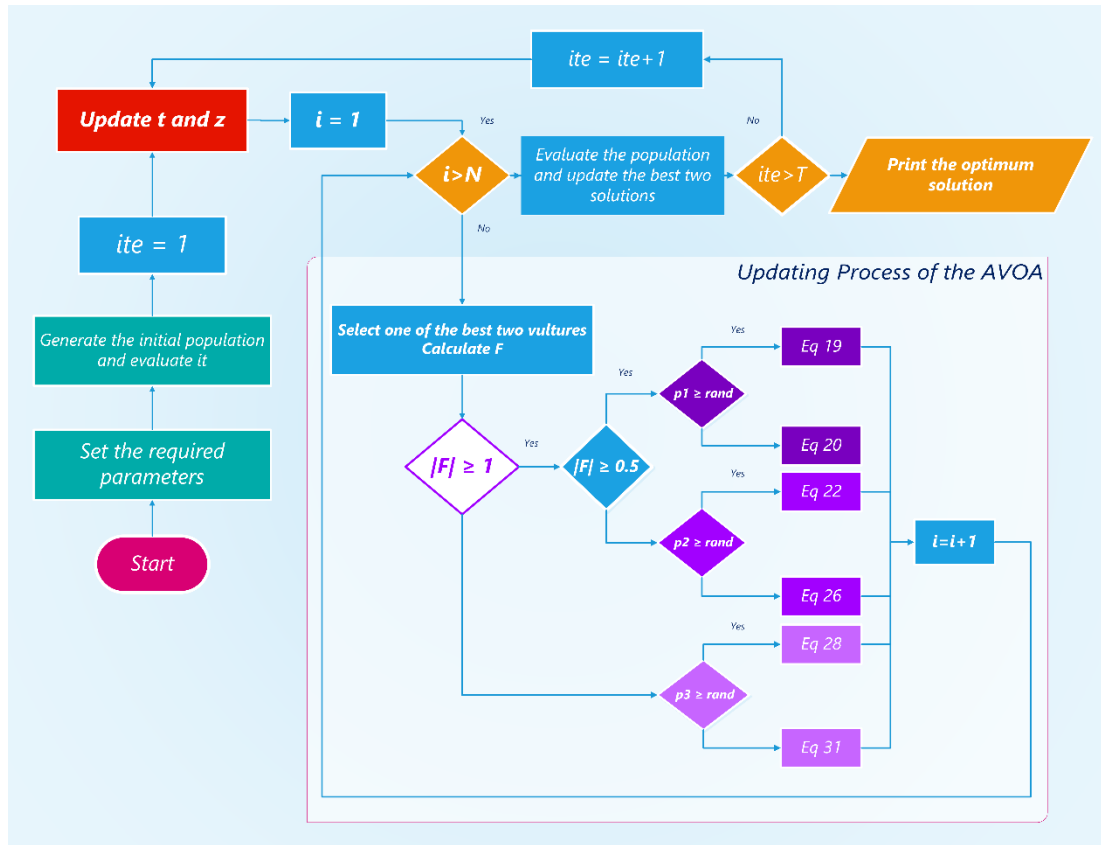 ite = ite+1
Update t and z
i = 1
Yes
i>N
No
Evaluate the population
and update the best two
solutions
ite>T
No
Print the optimum
solution
ite = 1
Generate the initial population
and evaluate it
Set the required
parameters
Start
Updating Process of the AVOA
Select one of the best two vultures
Calculate F
|F| ≥ 1
Yes
|F| ≥ 0.5
Yes
p1 ≥ rand
Yes
Eq 19
Eq 20
p2 ≥ rand
Yes
Eq 22
Eq 26
p3 ≥ rand
Yes
Eq 28
Eq 31
i=i+1